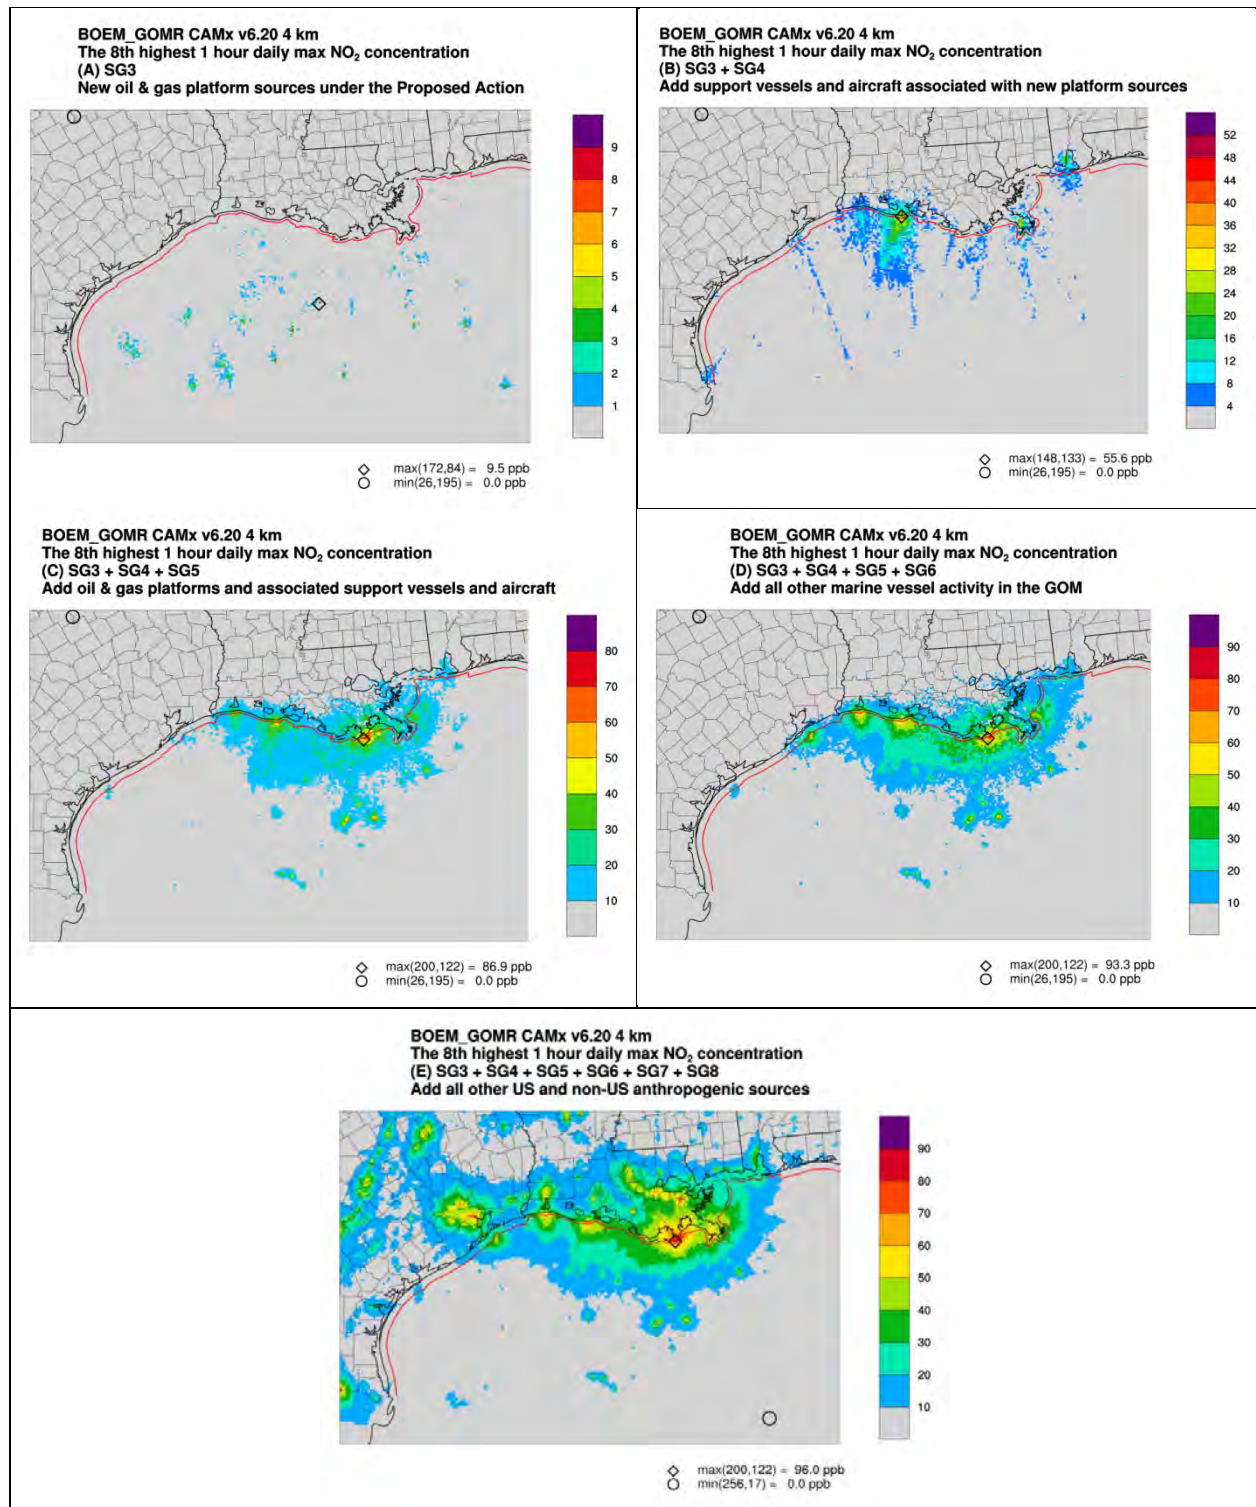 BOEM_GOMR CAMx v6.20 4 km
The 8th highest 1 hour daily max NO₂ concentration
(A) SG3
New oil & gas platform sources under the Proposed Action
9
8
7
6
5
4
3
2
1
max(172,84) = 9.5 ppb
min(26,195) = 0.0 ppb
BOEM_GOMR CAMx v6.20 4 km
The 8th highest 1 hour daily max NO₂ concentration
(B) SG3 + SG4
Add support vessels and aircraft associated with new platform sources
52
48
44
40
36
32
28
24
20
16
12
8
4
max(148,133) = 55.6 ppb
min(26,195) = 0.0 ppb
BOEM_GOMR CAMx v6.20 4 km
The 8th highest 1 hour daily max NO₂ concentration
(C) SG3 + SG4 + SG5
Add oil & gas platforms and associated support vessels and aircraft
80
70
60
50
40
30
20
10
max(200,122) = 86.9 ppb
min(26,195) = 0.0 ppb
BOEM_GOMR CAMx v6.20 4 km
The 8th highest 1 hour daily max NO₂ concentration
(D) SG3 + SG4 + SG5 + SG6
Add all other marine vessel activity in the GOM
90
80
70
60
50
40
30
20
10
max(200,122) = 93.3 ppb
min(26,195) = 0.0 ppb
BOEM_GOMR CAMx v6.20 4 km
The 8th highest 1 hour daily max NO₂ concentration
(E) SG3 + SG4 + SG5 + SG6 + SG7 + SG8
Add all other US and non-US anthropogenic sources
90
80
70
60
50
40
30
20
10
max(200,122) = 96.0 ppb
min(256,17) = 0.0 ppb